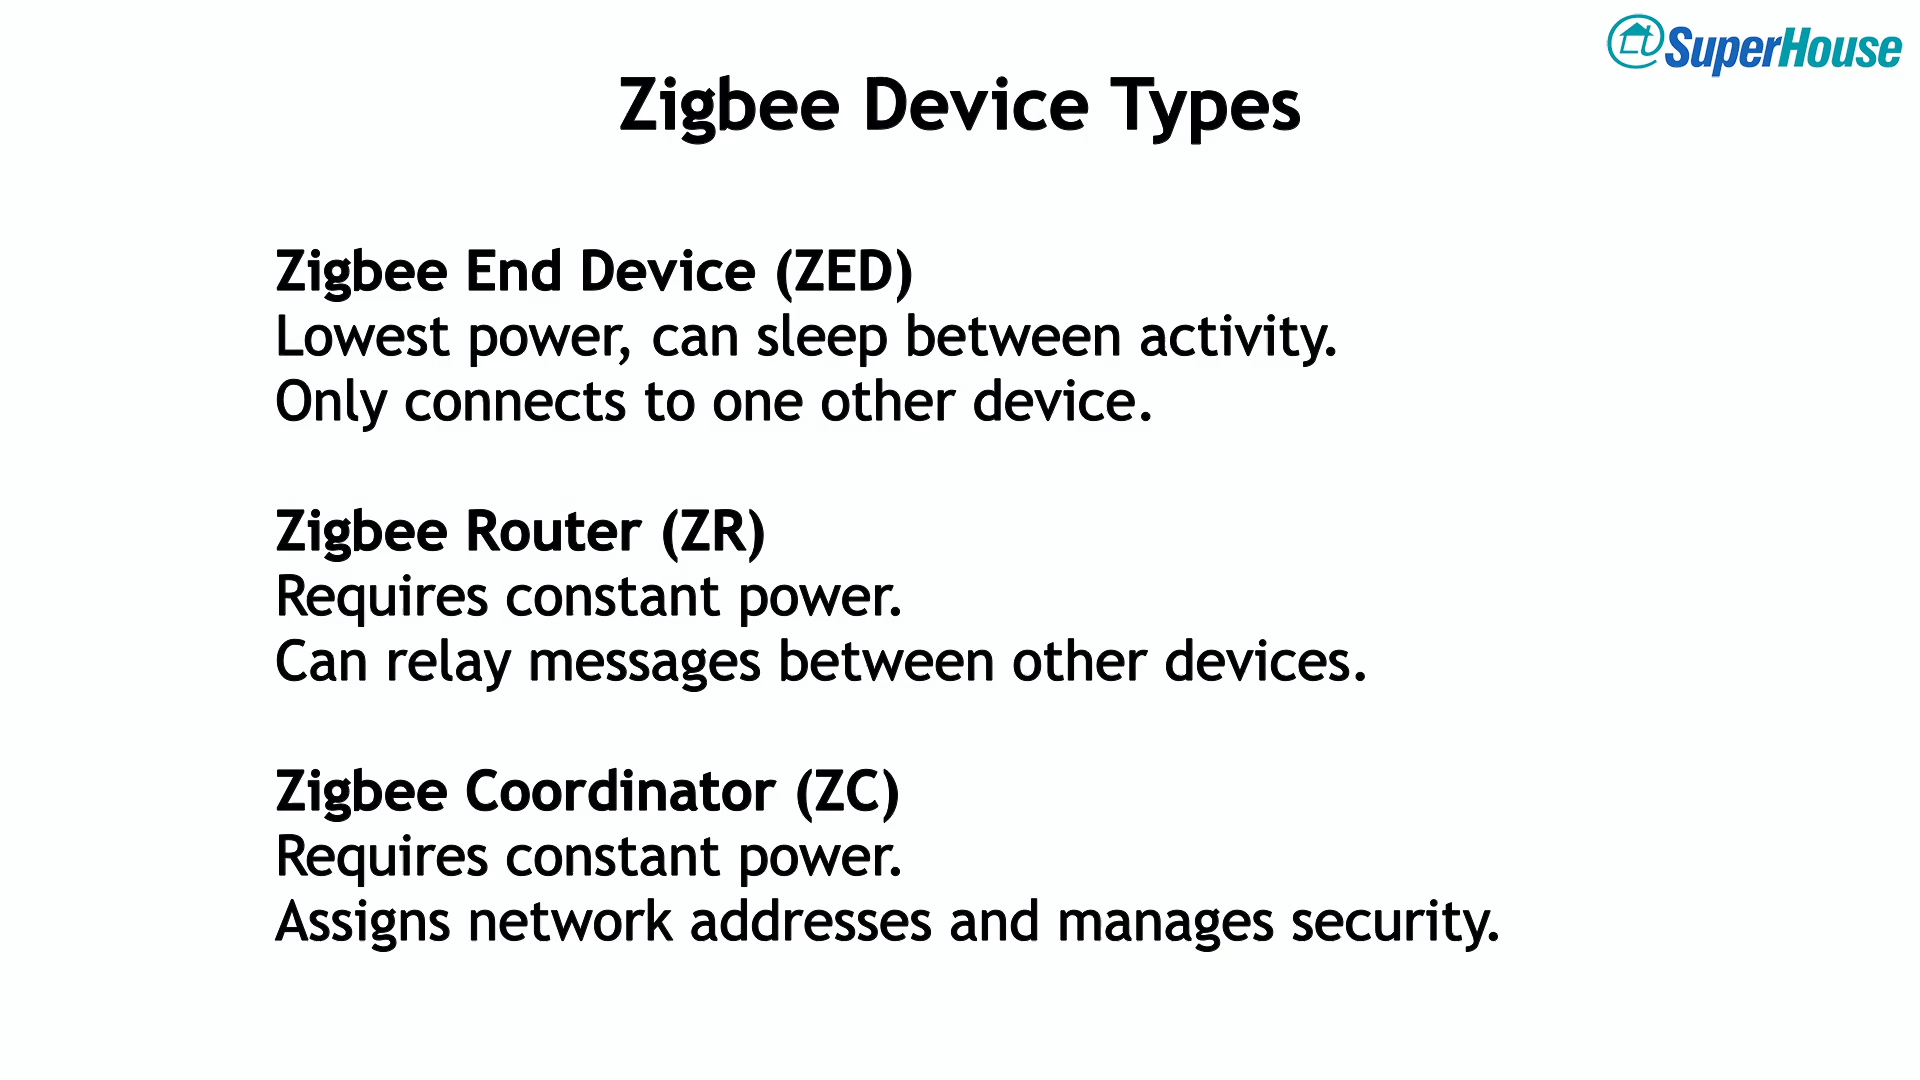 SuperHouse
Zigbee Device Types
Zigbee End Device (ZED)
Lowest power, can sleep between activity.
Only connects to one other device.
Zigbee Router (ZR)
Requires constant power.
Can relay messages between other devices.
Zigbee Coordinator (ZC)
Requires constant power.
Assigns network addresses and manages security.